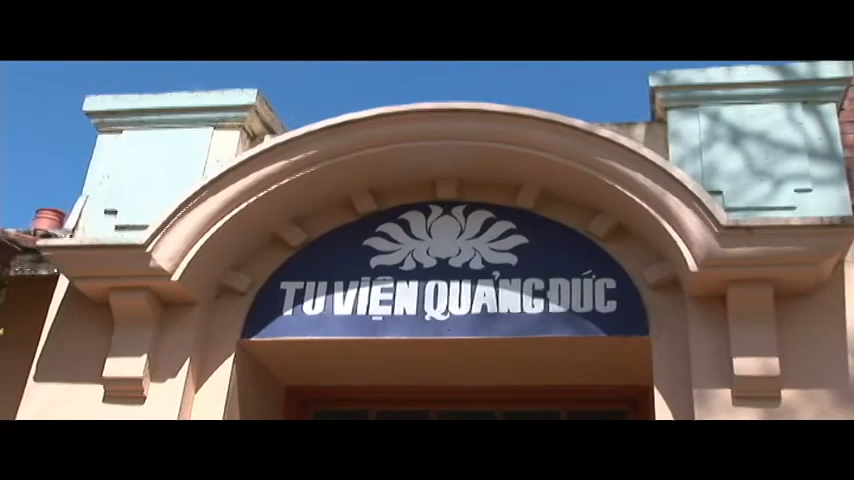 TU VIỆN QUẢNG ĐỨC